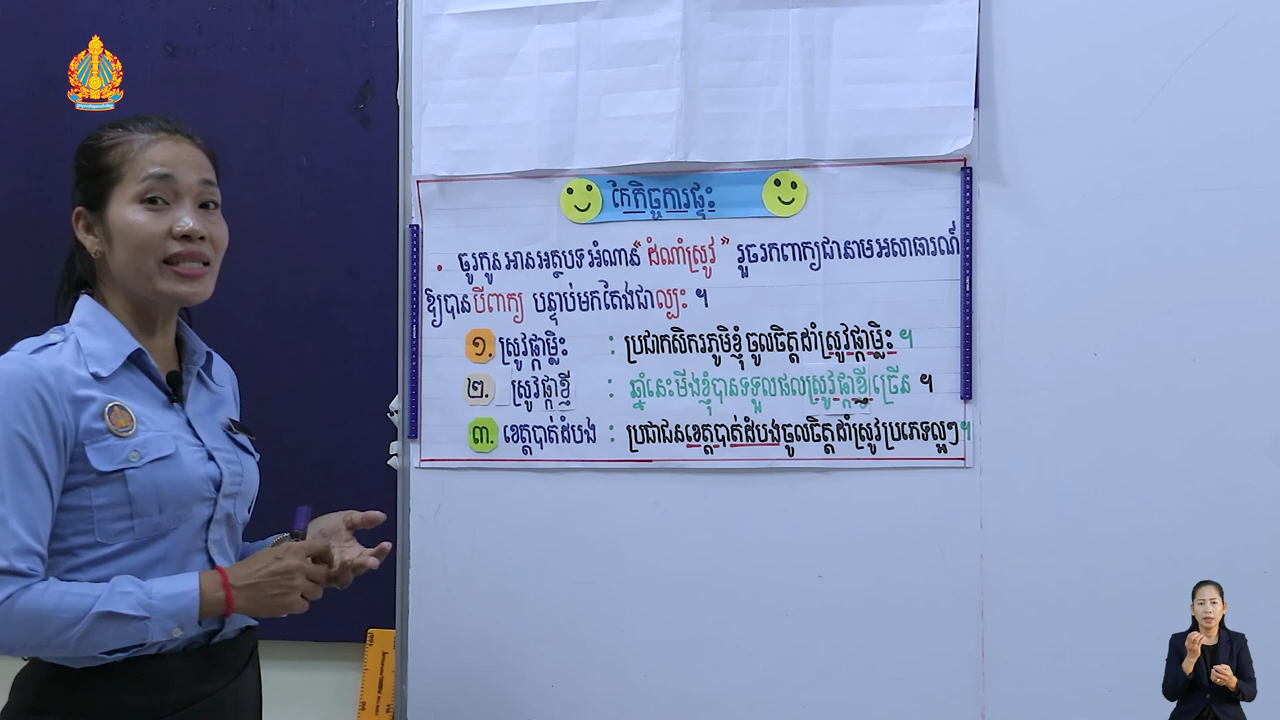 កែកិច្ចការផ្ទះ
• ចូរកូនអានអត្ថបទអំណាន “ដំណាំស្រូវ” រួចរកពាក្យជានាមអសាធារណ៍
ឱ្យបានបីពាក្យ បន្ទាប់មកតែងជាល្បះ ។
១. ស្រូវផ្កាម្លិះ : ប្រជាកសិករភូមិខ្ញុំចូលចិត្តដាំស្រូវផ្កាម្លិះ ។
២. ស្រូវផ្កាខ្ញី : ឆ្នាំនេះមីងខ្ញុំបានទទួលផលស្រូវផ្កាខ្ញីច្រើន ។
៣. ខេត្តបាត់ដំបង : ប្រជាជនខេត្តបាត់ដំបងចូលចិត្តដាំស្រូវប្រភេទល្អៗ។